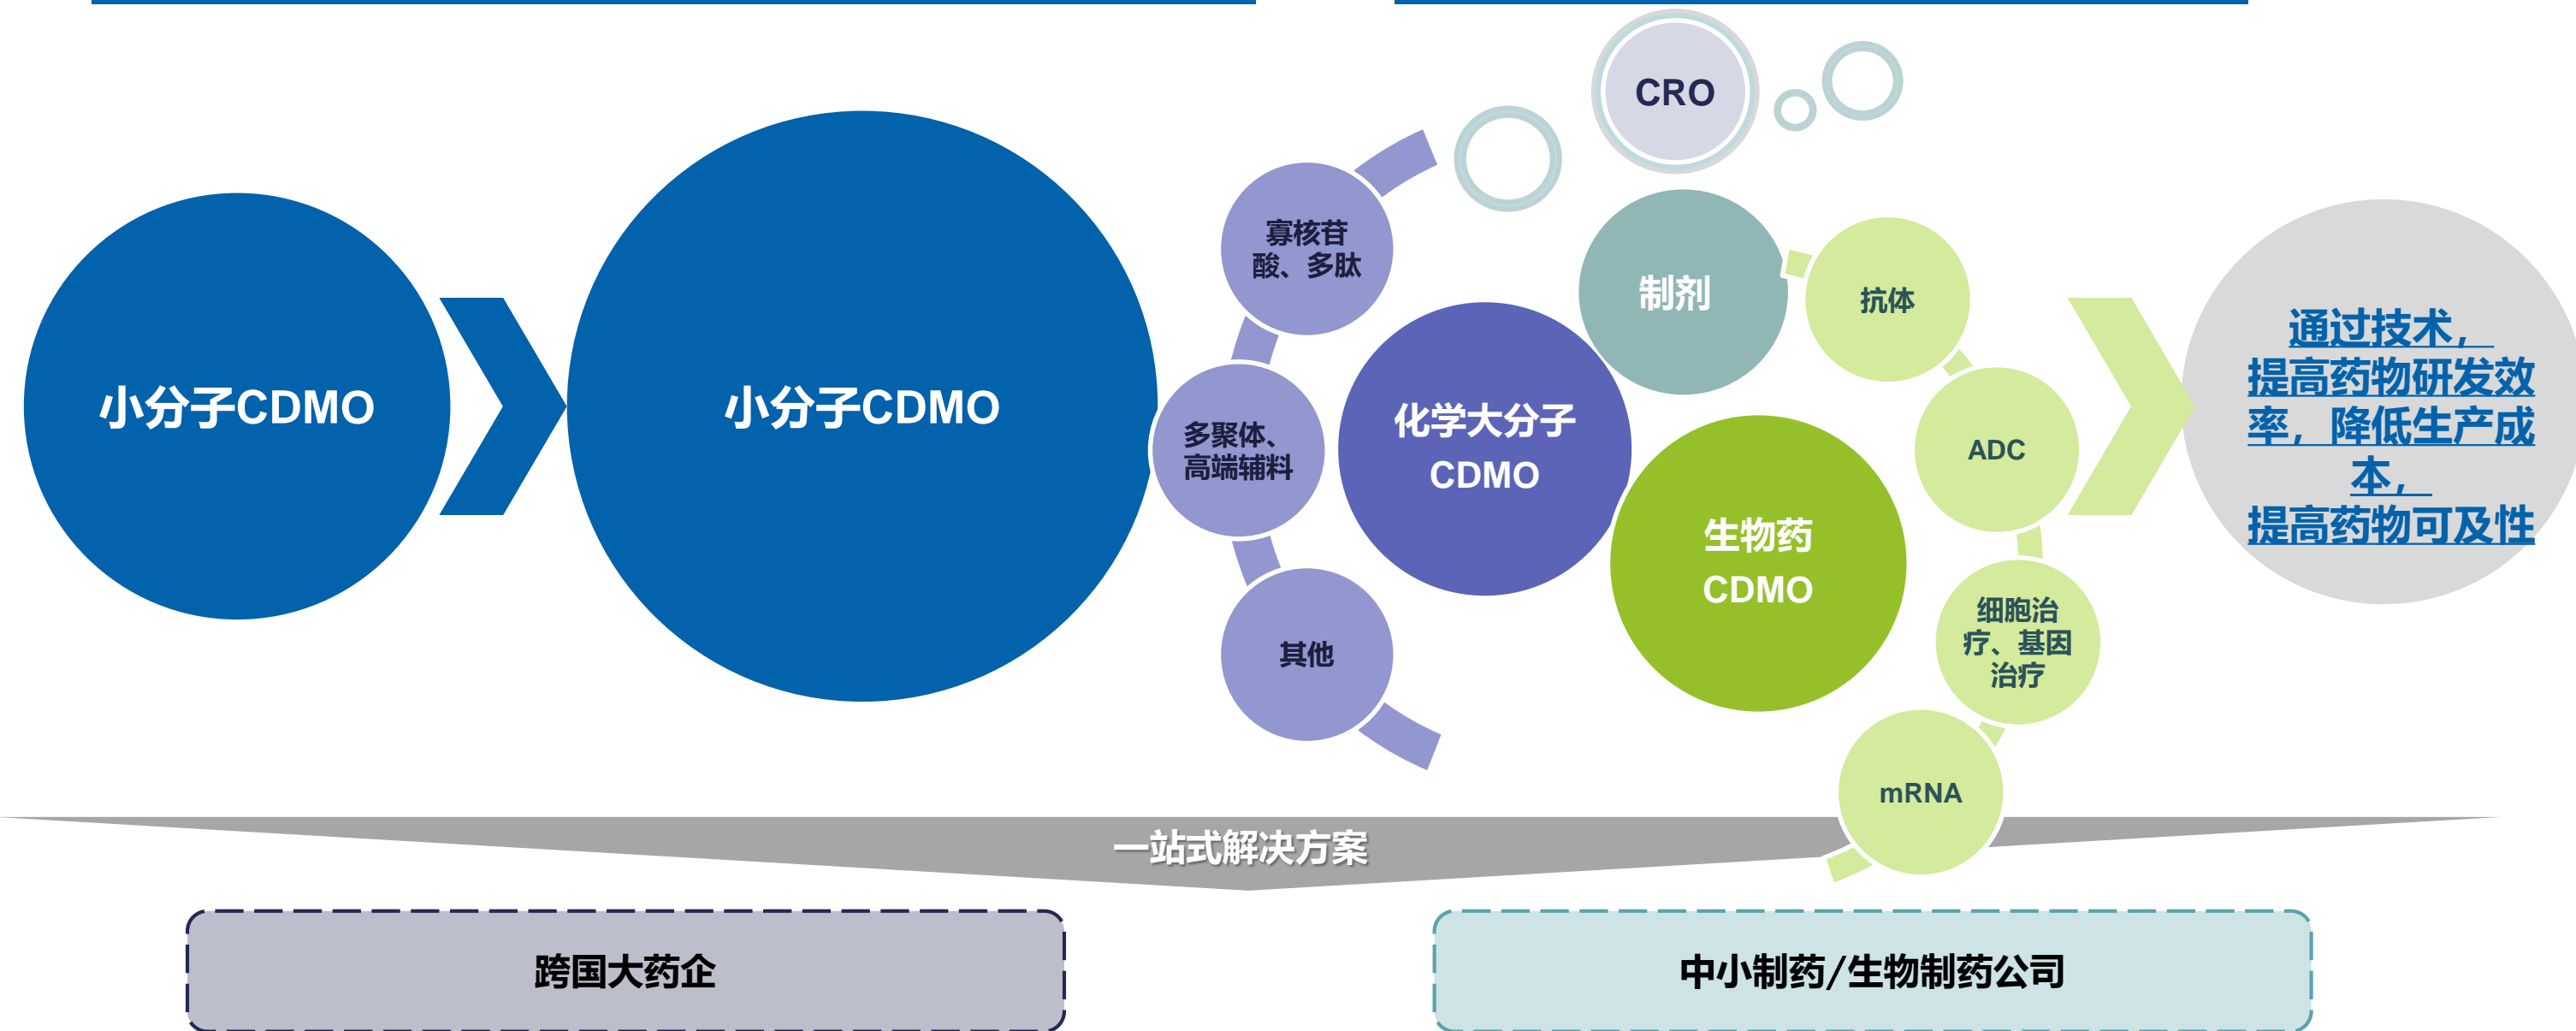 小分子CDMO
小分子CDMO
CRO
寡核苷
酸、多肽
多聚体、
高端辅料
其他
化学大分子
CDMO
制剂
生物药
CDMO
抗体
ADC
细胞治
疗、基因
治疗
mRNA
通过技术，
提高药物研发效
率，降低生产成
本，
提高药物可及性
一站式解决方案
跨国大药企
中小制药/生物制药公司